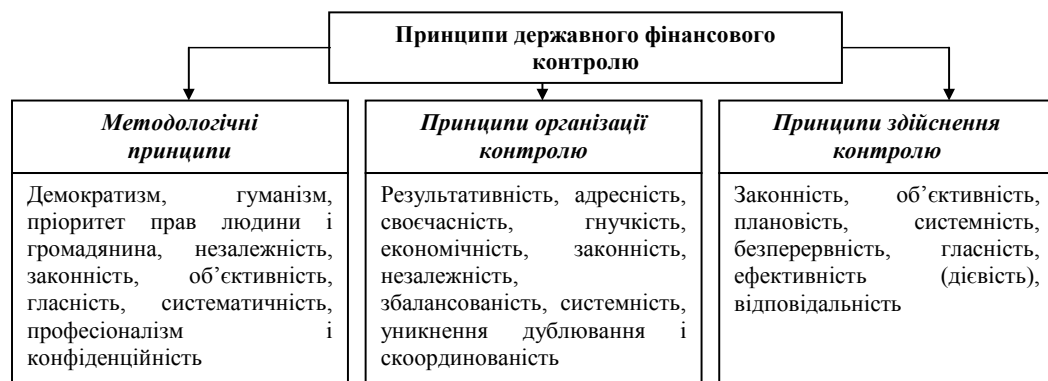 Принципи державного фінансового
контролю
Методологічні
принципи
Демократизм, гуманізм,
пріоритет прав людини і
громадянина, незалежність,
законність, об’єктивність,
гласність, систематичність,
професіоналізм і
конфіденційність
Принципи організації
контролю
Результативність, адресність,
своєчасність, гнучкість,
економічність, законність,
незалежність,
збалансованість, системність,
уникнення дублювання і
скоординованість
Принципи здійснення
контролю
Законність, об’єктивність,
плановість, системність,
безперервність, гласність,
ефективність (дієвість),
відповідальність